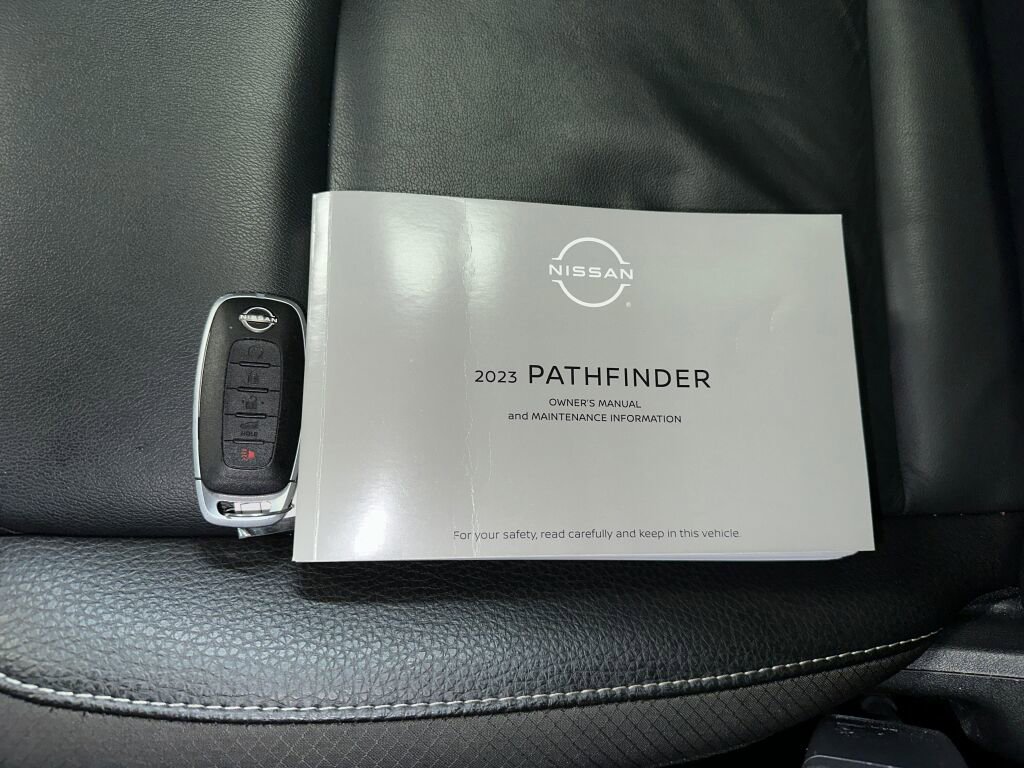 NISSAN
2023 PATHFINDER
OWNER'S MANUAL
and MAINTENANCE INFORMATION
For your safety, read carefully and keep in this vehicle.
NISSAN
HOLD